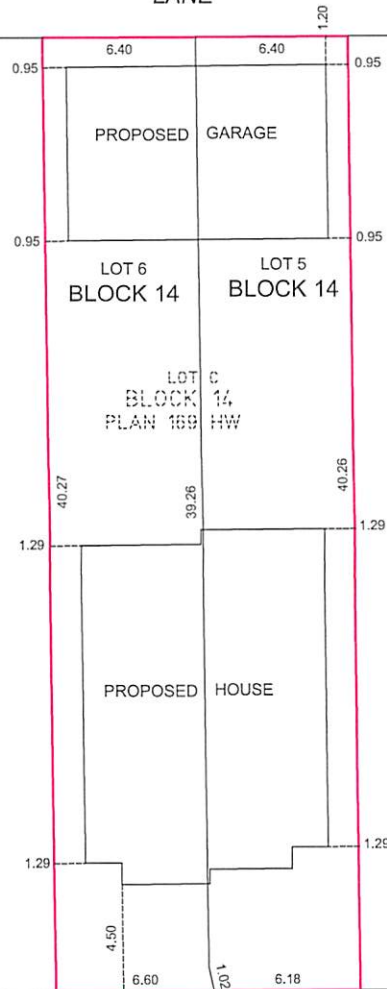 LANE
1.20
6.40 6.40
0.95 0.95
PROPOSED GARAGE
0.95 0.95
LOT 6 LOT 5
BLOCK 14 BLOCK 14
LOT C
BLOCK 14
PLAN 169 HW
40.27 39.26 40.26
1.29 1.29
PROPOSED HOUSE
1.29 1.29
4.50
1.02
6.60 6.18